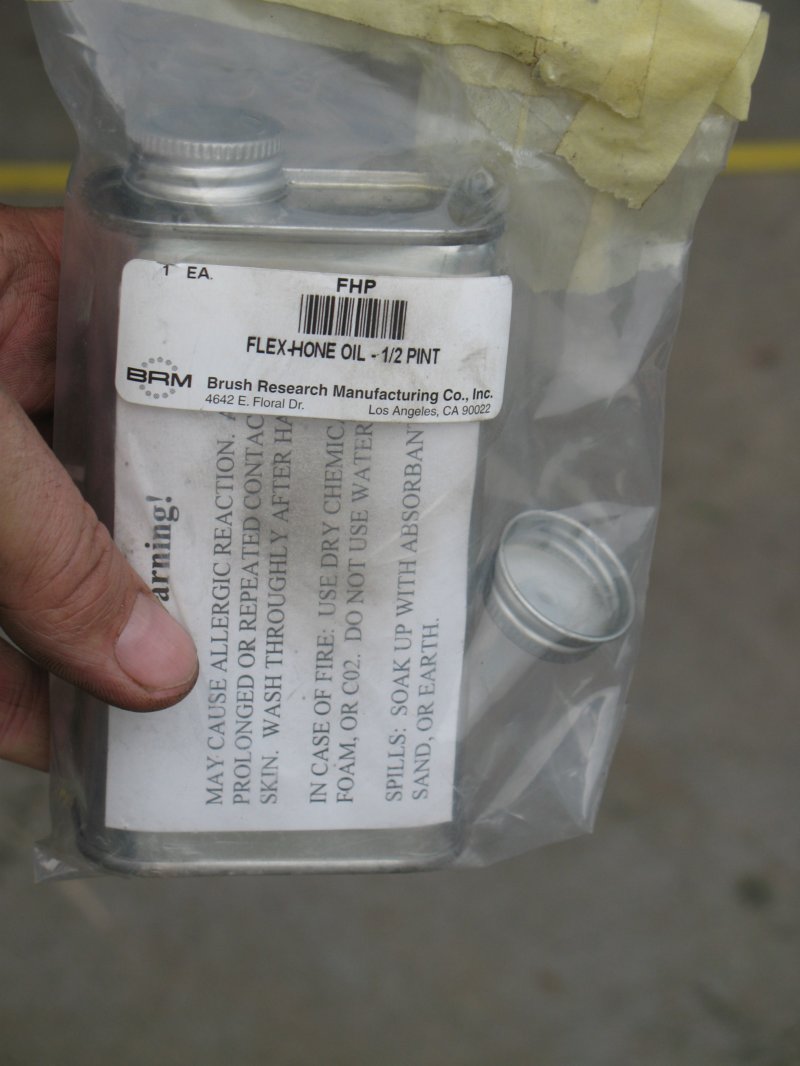 1 EA.
FHP
FLEX-HONE OIL - 1/2 PINT
BRM
Brush Research Manufacturing Co., Inc.
4642 E. Floral Dr.
Los Angeles, CA 90022
arning!
MAY CAUSE ALLERGIC REACTION.
PROLONGED OR REPEATED CONTAC
SKIN. WASH THROUGHLY AFTER HA
IN CASE OF FIRE: USE DRY CHEMICA
FOAM, OR C02. DO NOT USE WATER
SPILLS: SOAK UP WITH ABSORBAN
SAND, OR EARTH.